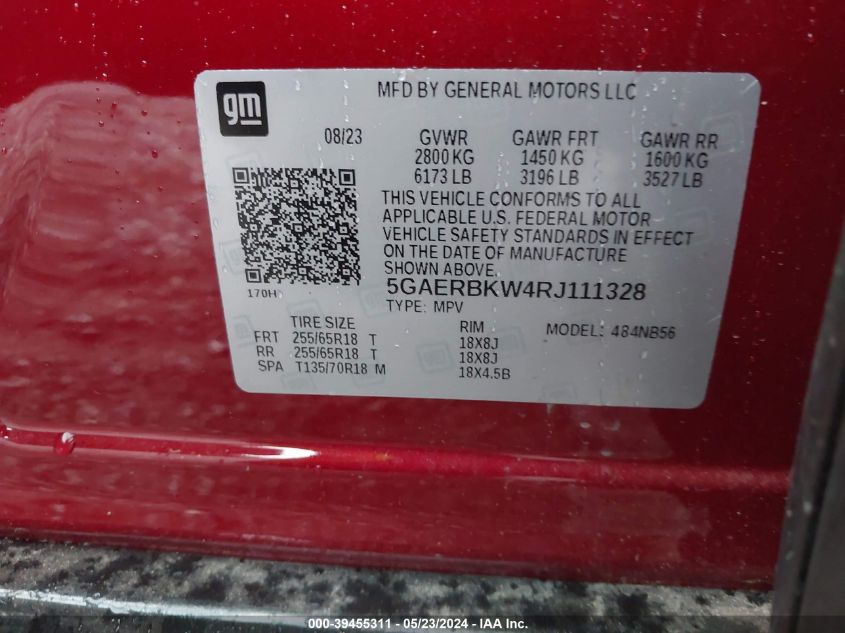 gm
MFD BY GENERAL MOTORS LLC
08/23 GVWR GAWR FRT GAWR RR
2800 KG 1450 KG 1600 KG
6173 LB 3196 LB 3527 LB
THIS VEHICLE CONFORMS TO ALL
APPLICABLE U.S. FEDERAL MOTOR
VEHICLE SAFETY STANDARDS IN EFFECT
ON THE DATE OF MANUFACTURE
SHOWN ABOVE.
170H
5GAERBKW4RJ111328
TYPE: MPV
TIRE SIZE RIM MODEL: 484NB56
FRT 255/65R18 T 18X8J
RR 255/65R18 T 18X8J
SPA T135/70R18 M 18X4.5B
000-39455311 - 05/23/2024 - IAA Inc.